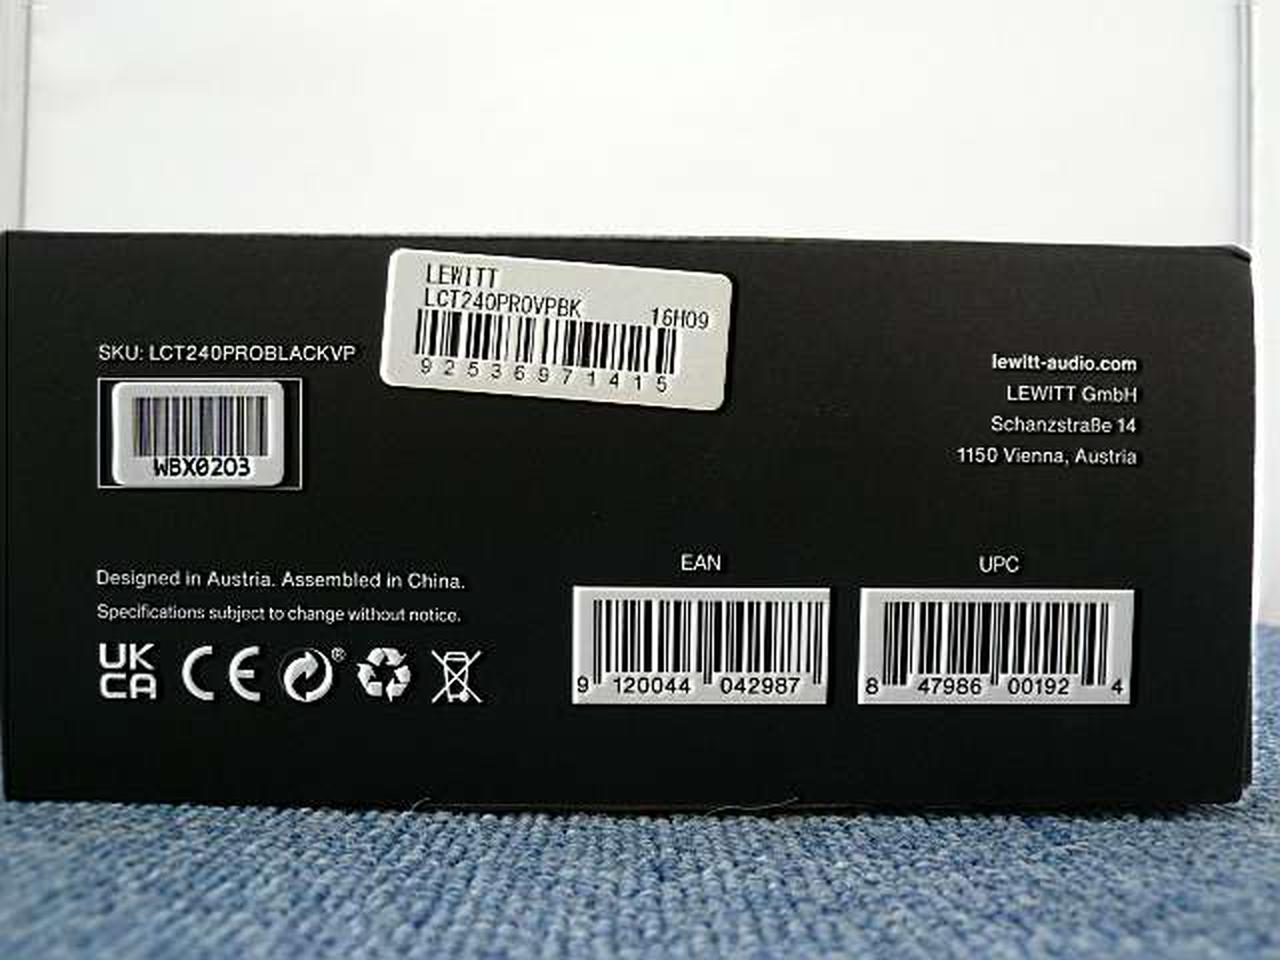 LEWITT
LCT240PROVPBK 16H09
92536971415
SKU: LCT240PROBLACKVP
WBX0203
lewitt-audio.com
LEWITT GmbH
Schanzstraße 14
1150 Vienna, Austria
Designed in Austria. Assembled in China.
Specifications subject to change without notice.
UK
CA CE ®
EAN
9 120044 042987
UPC
8 47986 00192 4